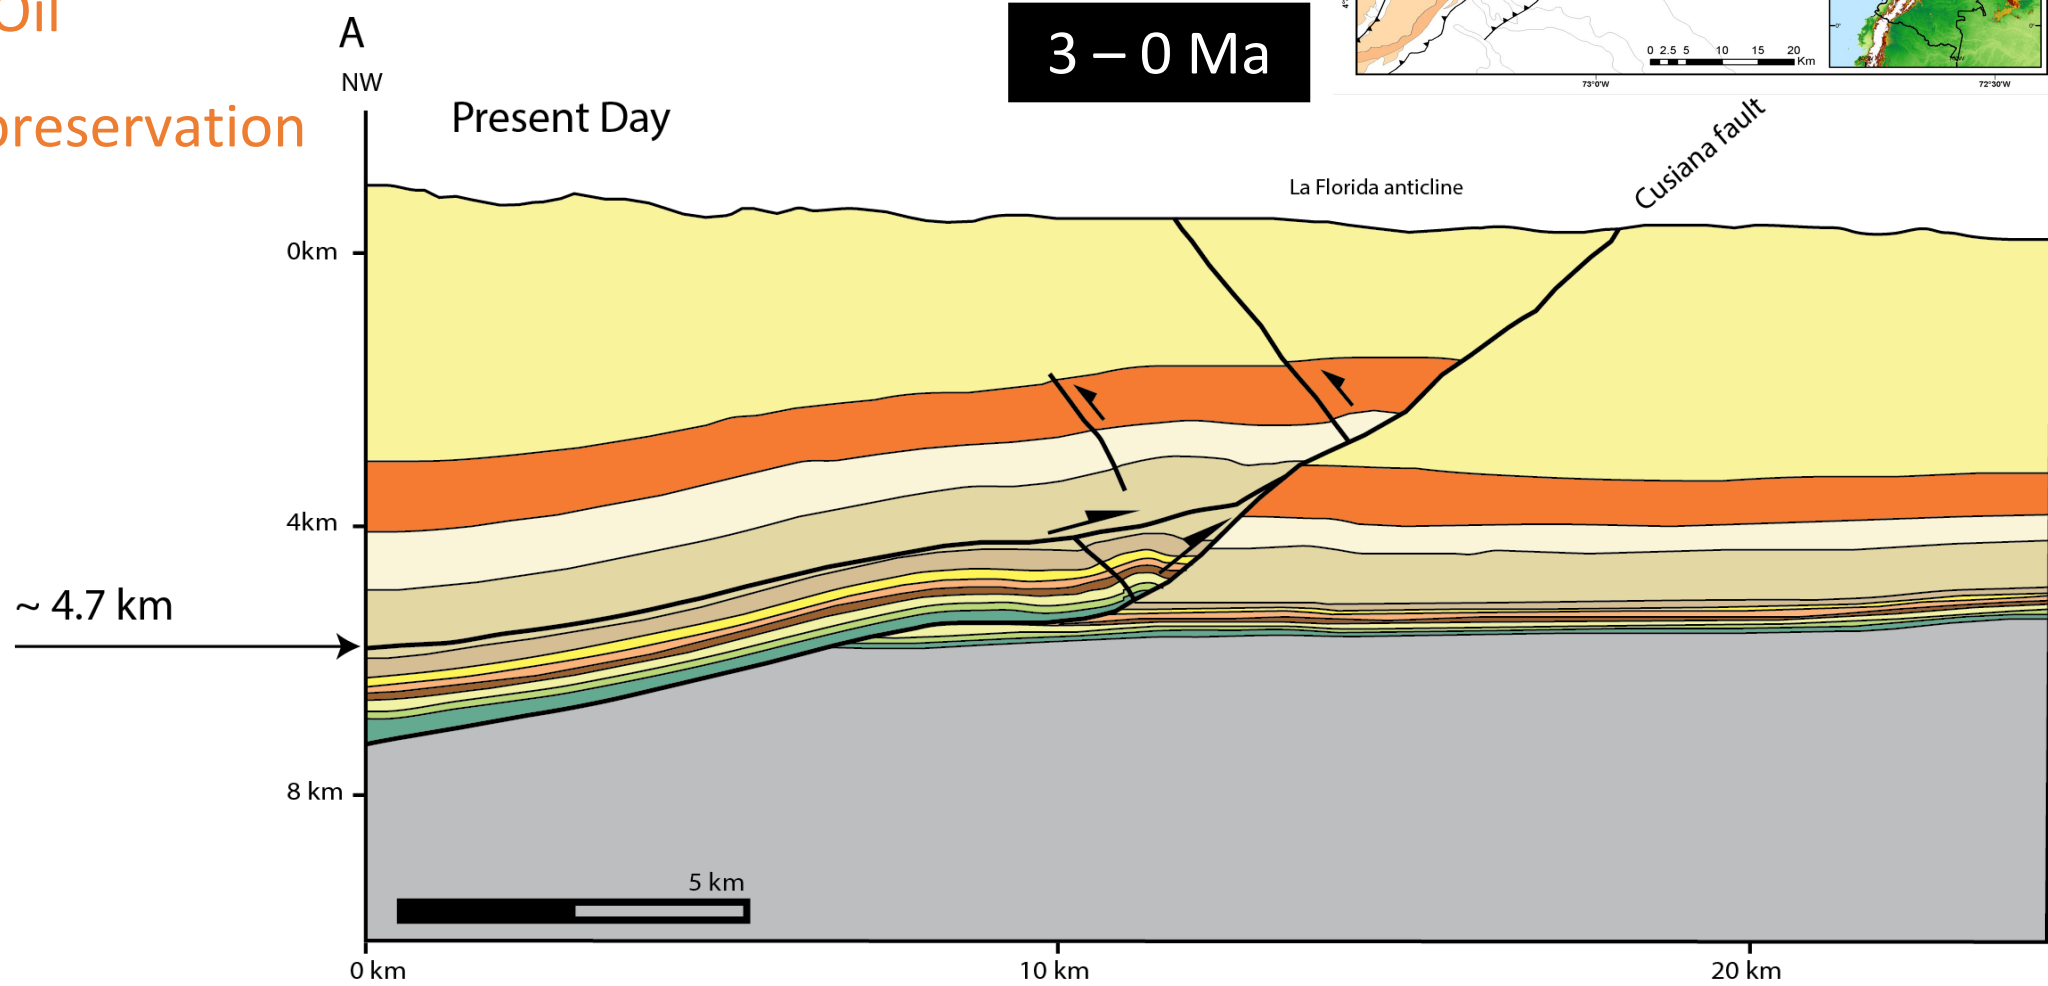 Oil
preservation
A
NW
Present Day
3 – 0 Ma
0 2.5 5 10 15 20
Km
73°0'W
72°30'W
La Florida anticline
Cusiana fault
0km
4km
~ 4.7 km
8 km
5 km
0 km
10 km
20 km